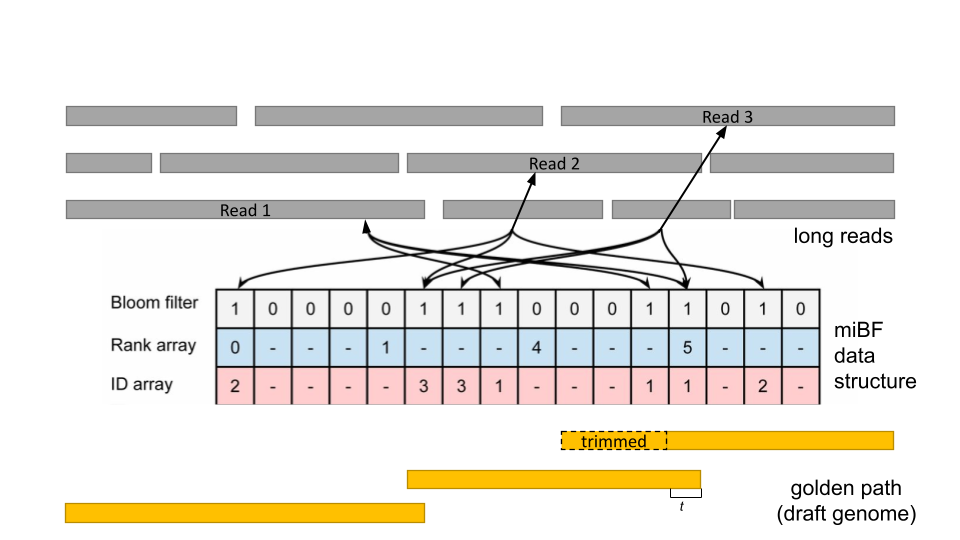 Read 3
Read 2
Read 1
long reads
Bloom filter 1 0 0 0 0 1 1 1 0 0 0 1 1 0 1 0
Rank array 0 - - - 1 - - - 4 - - - 5 - - -
ID array 2 - - - - 3 3 1 - - - 1 1 - 2 -
miBF
data
structure
trimmed
t
golden path
(draft genome)